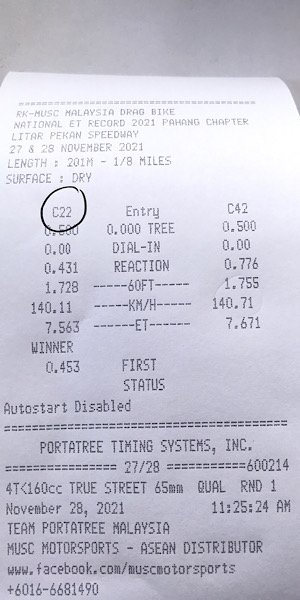 RK-MUSC MALAYSIA DRAG BIKE
NATIONAL ET RECORD 2021 PAHANG CHAPTER
LITAR PEKAN SPEEDWAY
27 & 28 NOVEMBER 2021
LENGTH : 201M - 1/8 MILES
SURFACE : DRY
C22 Entry C42
0.500 0.000 TREE 0.500
0.00 DIAL-IN 0.00
0.431 REACTION 0.776
1.728 -----60FT----- 1.755
140.11 -----KM/H----- 140.71
7.563 ------ET------ 7.671
WINNER
0.453 FIRST
STATUS
Autostart Disabled
PORTATREE TIMING SYSTEMS, INC.
=============== 27/28 ===========600214
4T<160cc TRUE STREET 65mm QUAL RND 1
November 28, 2021 11:25:24 AM
TEAM PORTATREE MALAYSIA
MUSC MOTORSPORTS - ASEAN DISTRIBUTOR
www.facebook.com/muscmotorsports
+6016-6681490